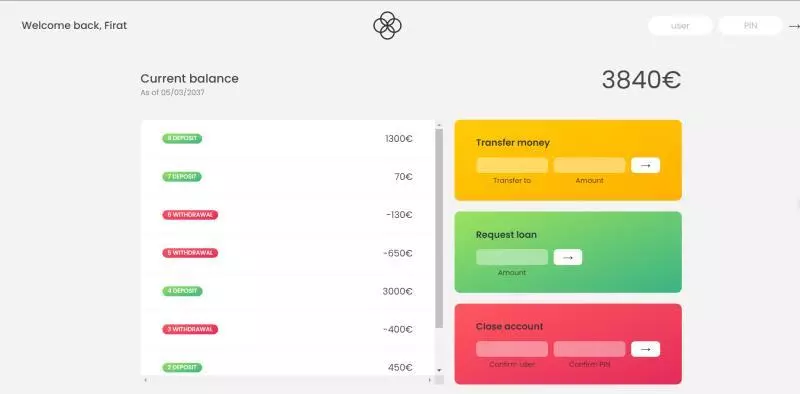 Welcome back, Firat
user
PIN
→
Current balance
As of 05/03/2037
3840€
8 DEPOSIT 1300€
7 DEPOSIT 70€
6 WITHDRAWAL -130€
5 WITHDRAWAL -650€
4 DEPOSIT 3000€
3 WITHDRAWAL -400€
2 DEPOSIT 450€
Transfer money
→
Transfer to Amount
Request loan
→
Amount
Close account
→
Confirm user Confirm PIN